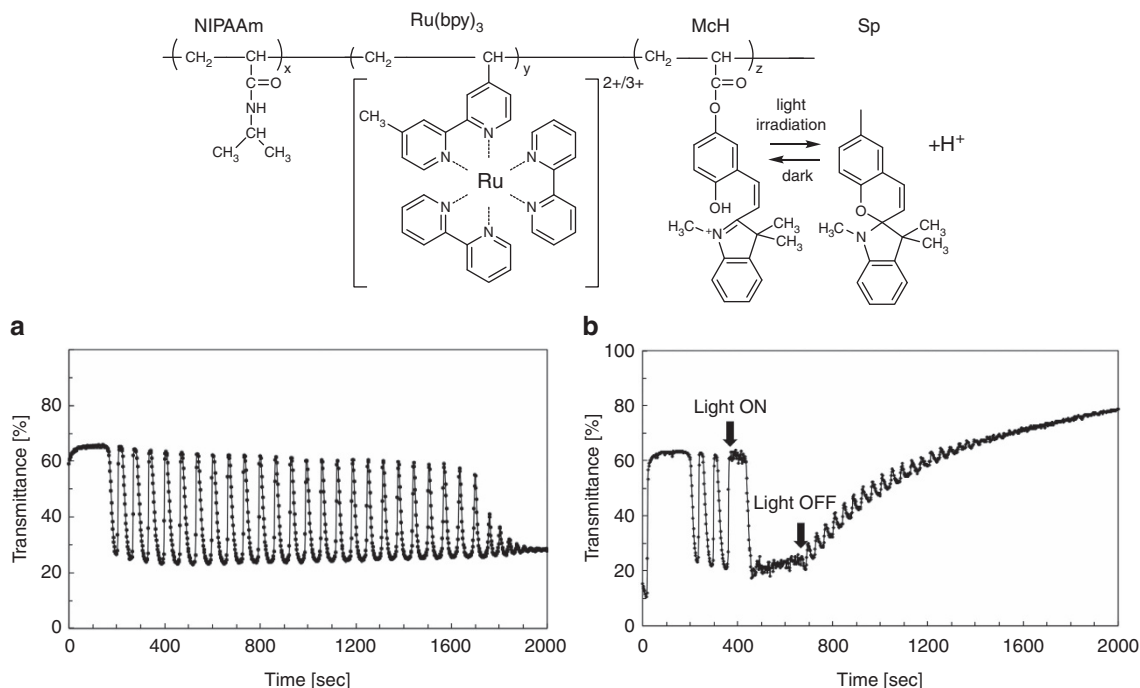 NIPAAm
Ru(bpy)3
McH
Sp
CH2 CH x
C=O
NH
CH
CH3 CH3
CH2 CH y
2+/3+
CH3
N N
N N
N N
Ru
CH2 CH z
C=O
O
OH
H3C N+
CH3
CH3
light
irradiation
dark
+H+
O
N
H3C
CH3
H3C
a
Transmittance [%]
80
60
40
20
0
0 400 800 1200 1600 2000
Time [sec]
b
Transmittance [%]
100
80
60
40
20
0
Light ON
Light OFF
0 400 800 1200 1600 2000
Time [sec]